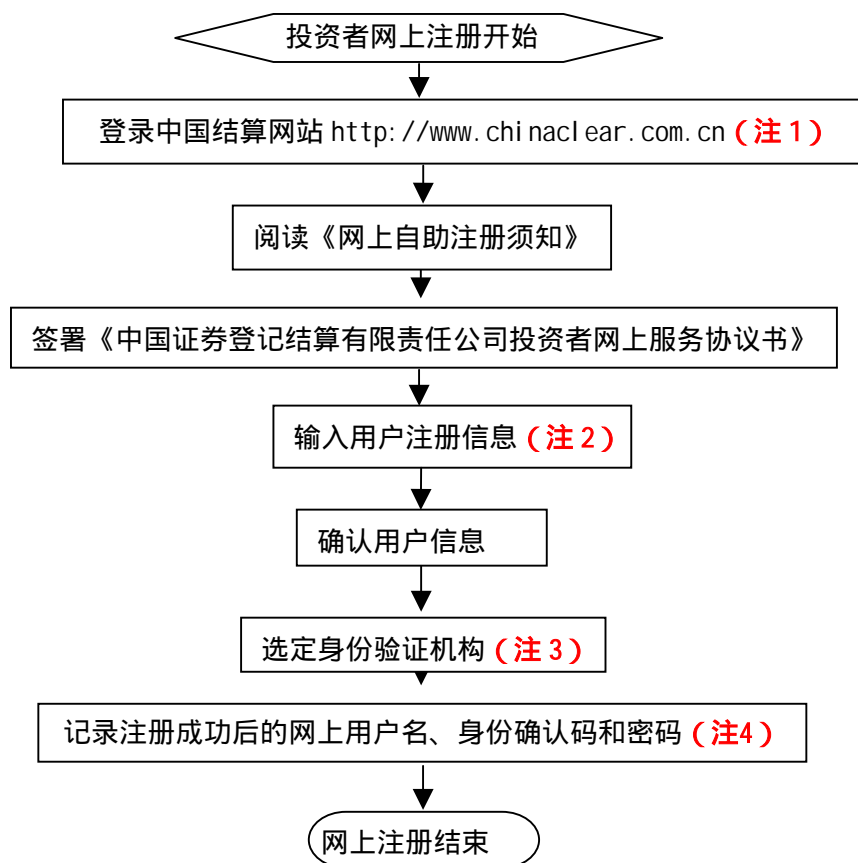 投资者网上注册开始
登录中国结算网站 http://www.chinaclear.com.cn（注1）
阅读《网上自助注册须知》
签署《中国证券登记结算有限责任公司投资者网上服务协议书》
输入用户注册信息（注2）
确认用户信息
选定身份验证机构（注3）
记录注册成功后的网上用户名、身份确认码和密码（注4）
网上注册结束